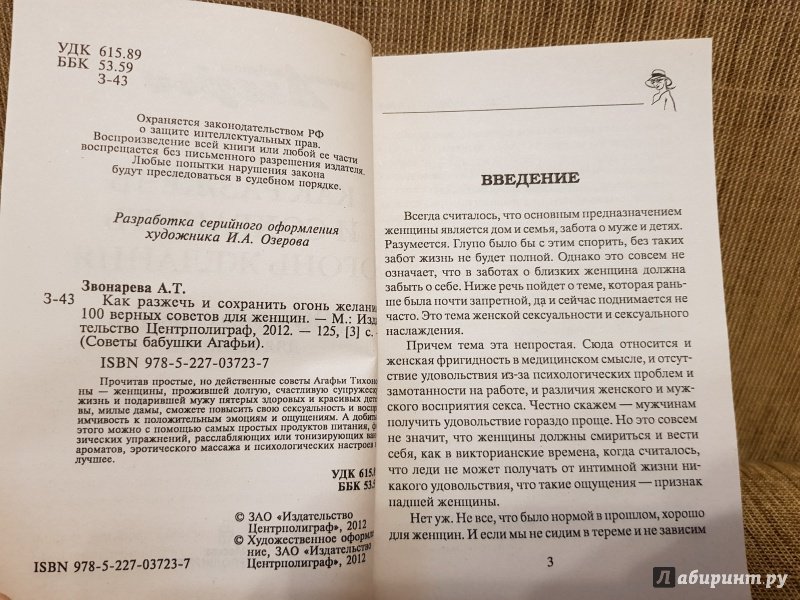 УДК 615.89
ББК 53.59
З-43
Охраняется законодательством РФ
о защите интеллектуальных прав.
Воспроизведение всей книги или любой ее части
воспрещается без письменного разрешения издателя.
Любые попытки нарушения закона
будут преследоваться в судебном порядке.
Разработка серийного оформления
художника И.А. Озерова
Звонарева А.Т.
З-43
Как разжечь и сохранить огонь желани
100 верных советов для женщин. — М.: Изд
тельство Центрполиграф, 2012. — 125, [3] с. —
(Советы бабушки Агафьи).
ISBN 978-5-227-03723-7
Прочитав простые, но действенные советы Агафьи Тихоно
ны — женщины, прожившей долгую, счастливую супружес
жизнь и подарившей мужу пятерых здоровых и красивых дете
вы, милые дамы, сможете повысить свою сексуальность и воспр
имчивость к положительным эмоциям и ощущениям. А добить
этого можно с помощью самых простых продуктов питания, фи
зических упражнений, расслабляющих или тонизирующих ван
ароматов, эротического массажа и психологических настроев н
лучшее.
УДК 615.8
ББК 53.5
© ЗАО «Издательство
Центрполиграф», 2012
© Художественное оформле
ние, ЗАО «Издательство
Центрполиграф», 2012
ISBN 978-5-227-03723-7
ВВЕДЕНИЕ
Всегда считалось, что основным предназначением
женщины является дом и семья, забота о муже и детях.
Разумеется. Глупо было бы с этим спорить, без таких
забот жизнь не будет полной. Однако это совсем не
означает, что в заботах о близких женщина должна
забыть о себе. Ниже речь пойдет о теме, которая рань-
ше была почти запретной, да и сейчас поднимается не
часто. Это тема женской сексуальности и сексуального
наслаждения.
Причем тема эта непростая. Сюда относится и
женская фригидность в медицинском смысле, и отсут-
ствие удовольствия из-за психологических проблем и
замотанности на работе, и различия женского и муж-
ского восприятия секса. Честно скажем — мужчинам
получить удовольствие гораздо проще. Но это совсем
не значит, что женщины должны смириться и вести
себя, как в викторианские времена, когда считалось,
что леди не может получать от интимной жизни ни-
какого удовольствия, что такие ощущения — признак
падшей женщины.
Нет уж. Не все, что было нормой в прошлом, хорошо
для женщин. И если мы не сидим в тереме и не зависим
3
Лабиринт.ру